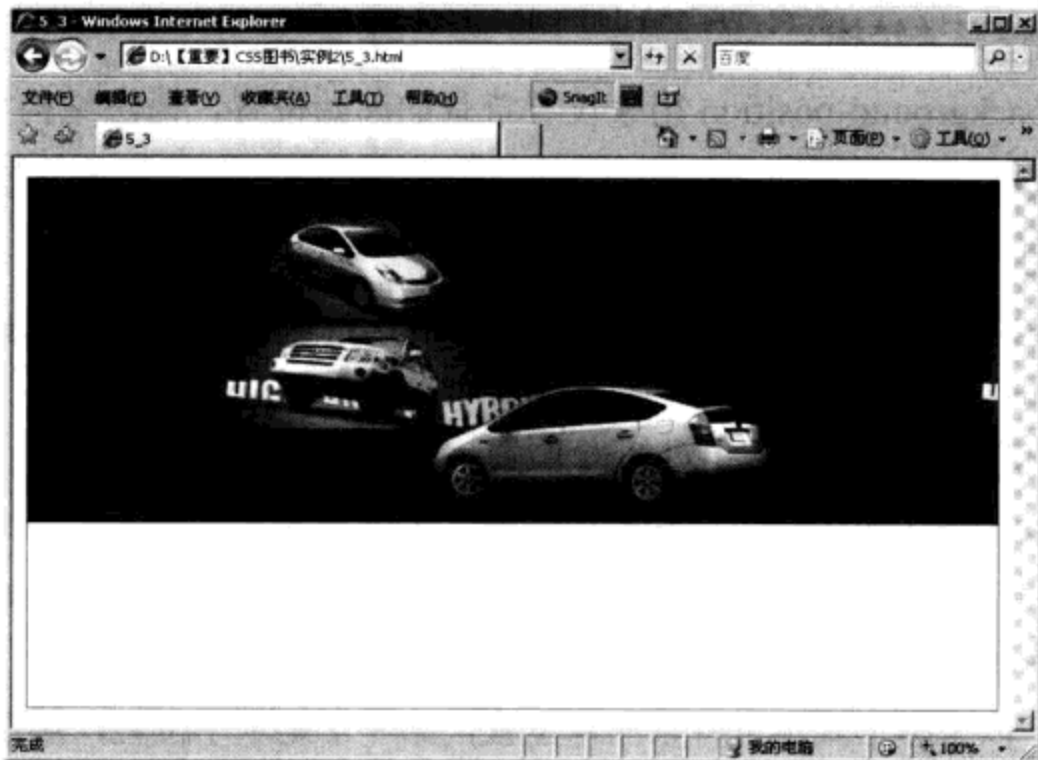 5_3 - Windows Internet Explorer
D:\【重要】CSS图书\实例2\5_3.html
百度
文件(F) 编辑(E) 查看(V) 收藏夹(A) 工具(T) 帮助(H) SnagIt
5_3 页面(P) 工具(O)
HYBR
完成 我的电脑 100%